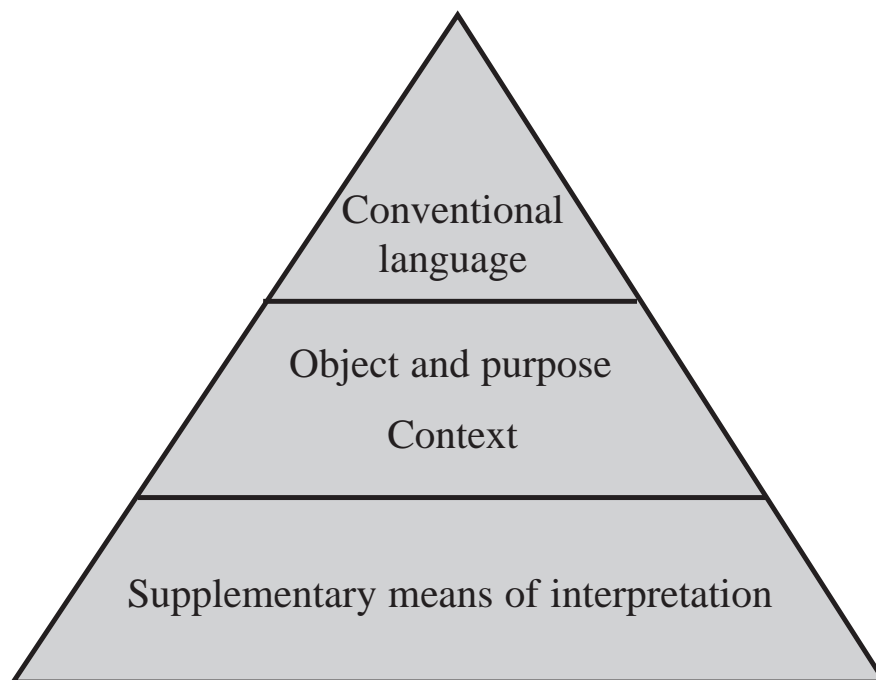 Conventional
language
Object and purpose
Context
Supplementary means of interpretation